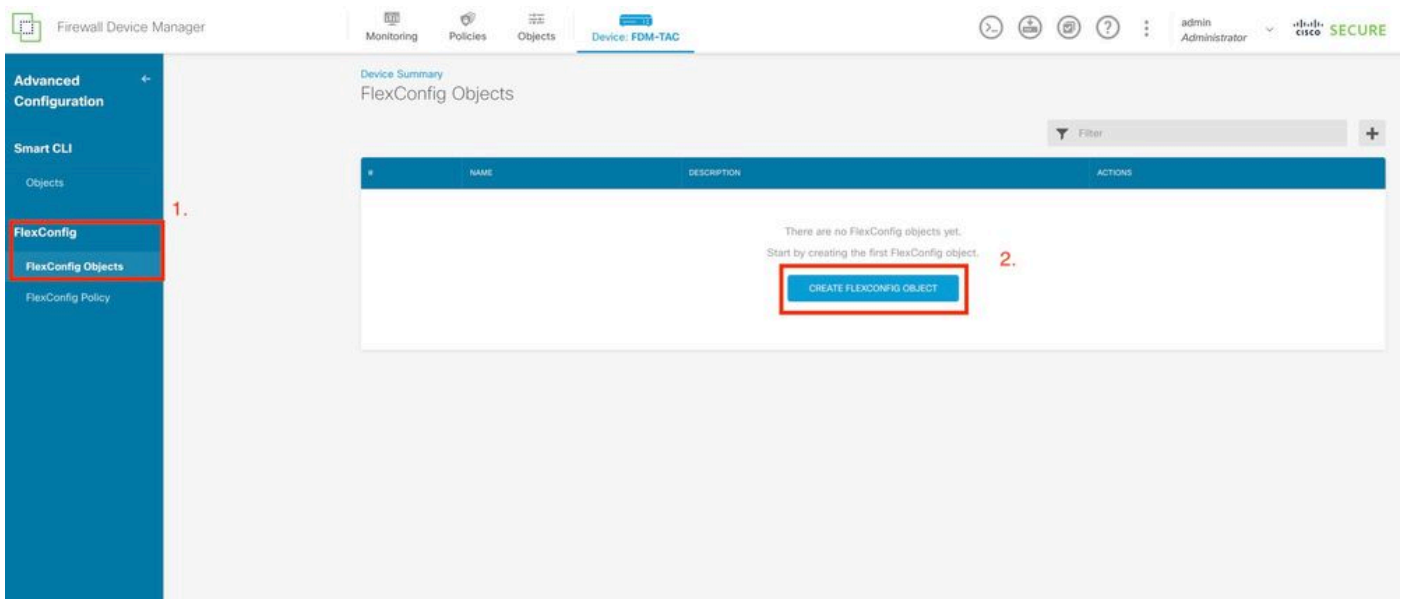 Firewall Device Manager
Monitoring
Policies
Objects
Device: FDM-TAC
admin
Administrator
cisco SECURE
Advanced
Configuration
Smart CLI
Objects
1.
FlexConfig
FlexConfig Objects
FlexConfig Policy
Device Summary
FlexConfig Objects
Filter
# NAME DESCRIPTION ACTIONS
There are no FlexConfig objects yet.
Start by creating the first FlexConfig object.
2.
CREATE FLEXCONFIG OBJECT